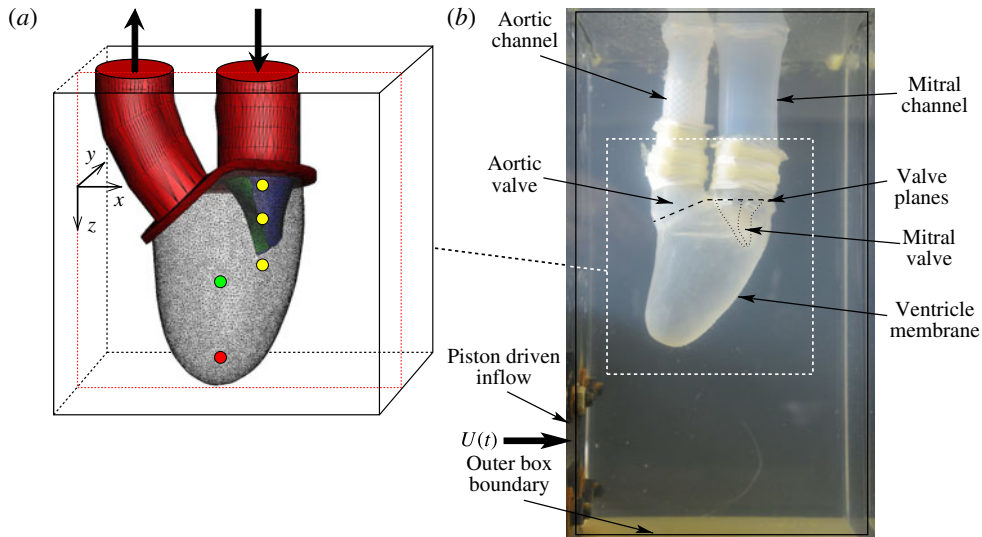 (a)
y
x
z
(b)
Aortic
channel
Mitral
channel
Aortic
valve
Valve
planes
Mitral
valve
Ventricle
membrane
Piston driven
inflow
U(t)
Outer box
boundary